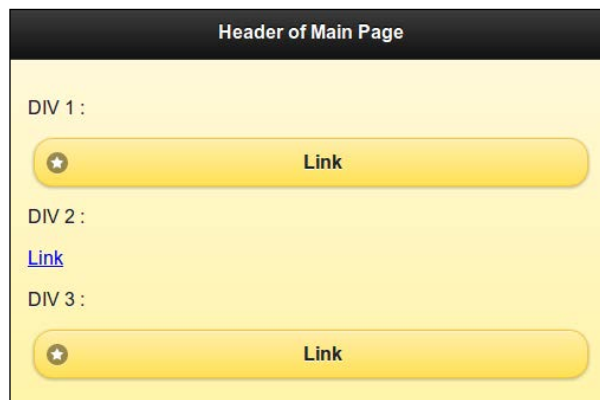 Header of Main Page
DIV 1 :
Link
DIV 2 :
Link
DIV 3 :
Link